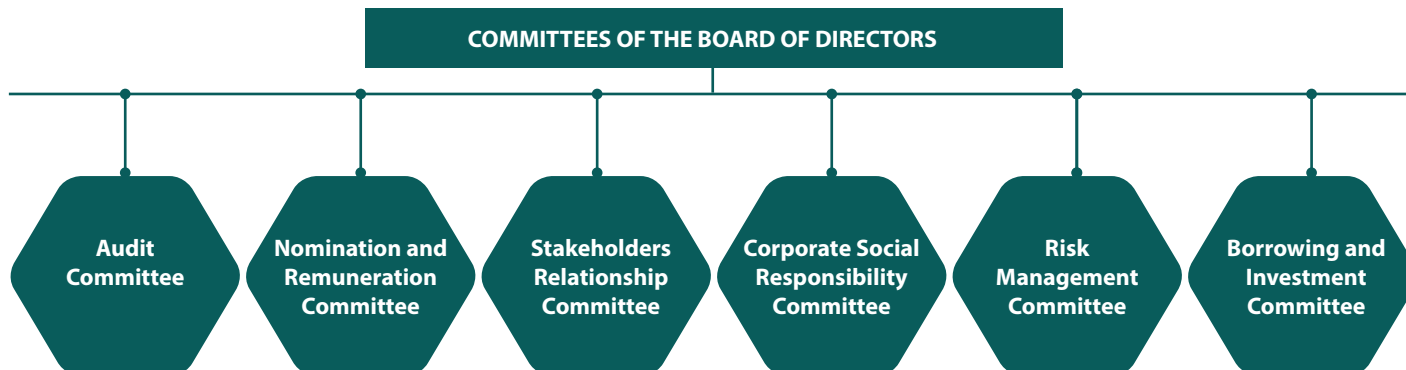 COMMITTEES OF THE BOARD OF DIRECTORS
Audit
Committee
Nomination and
Remuneration
Committee
Stakeholders
Relationship
Committee
Corporate Social
Responsibility
Committee
Risk
Management
Committee
Borrowing and
Investment
Committee